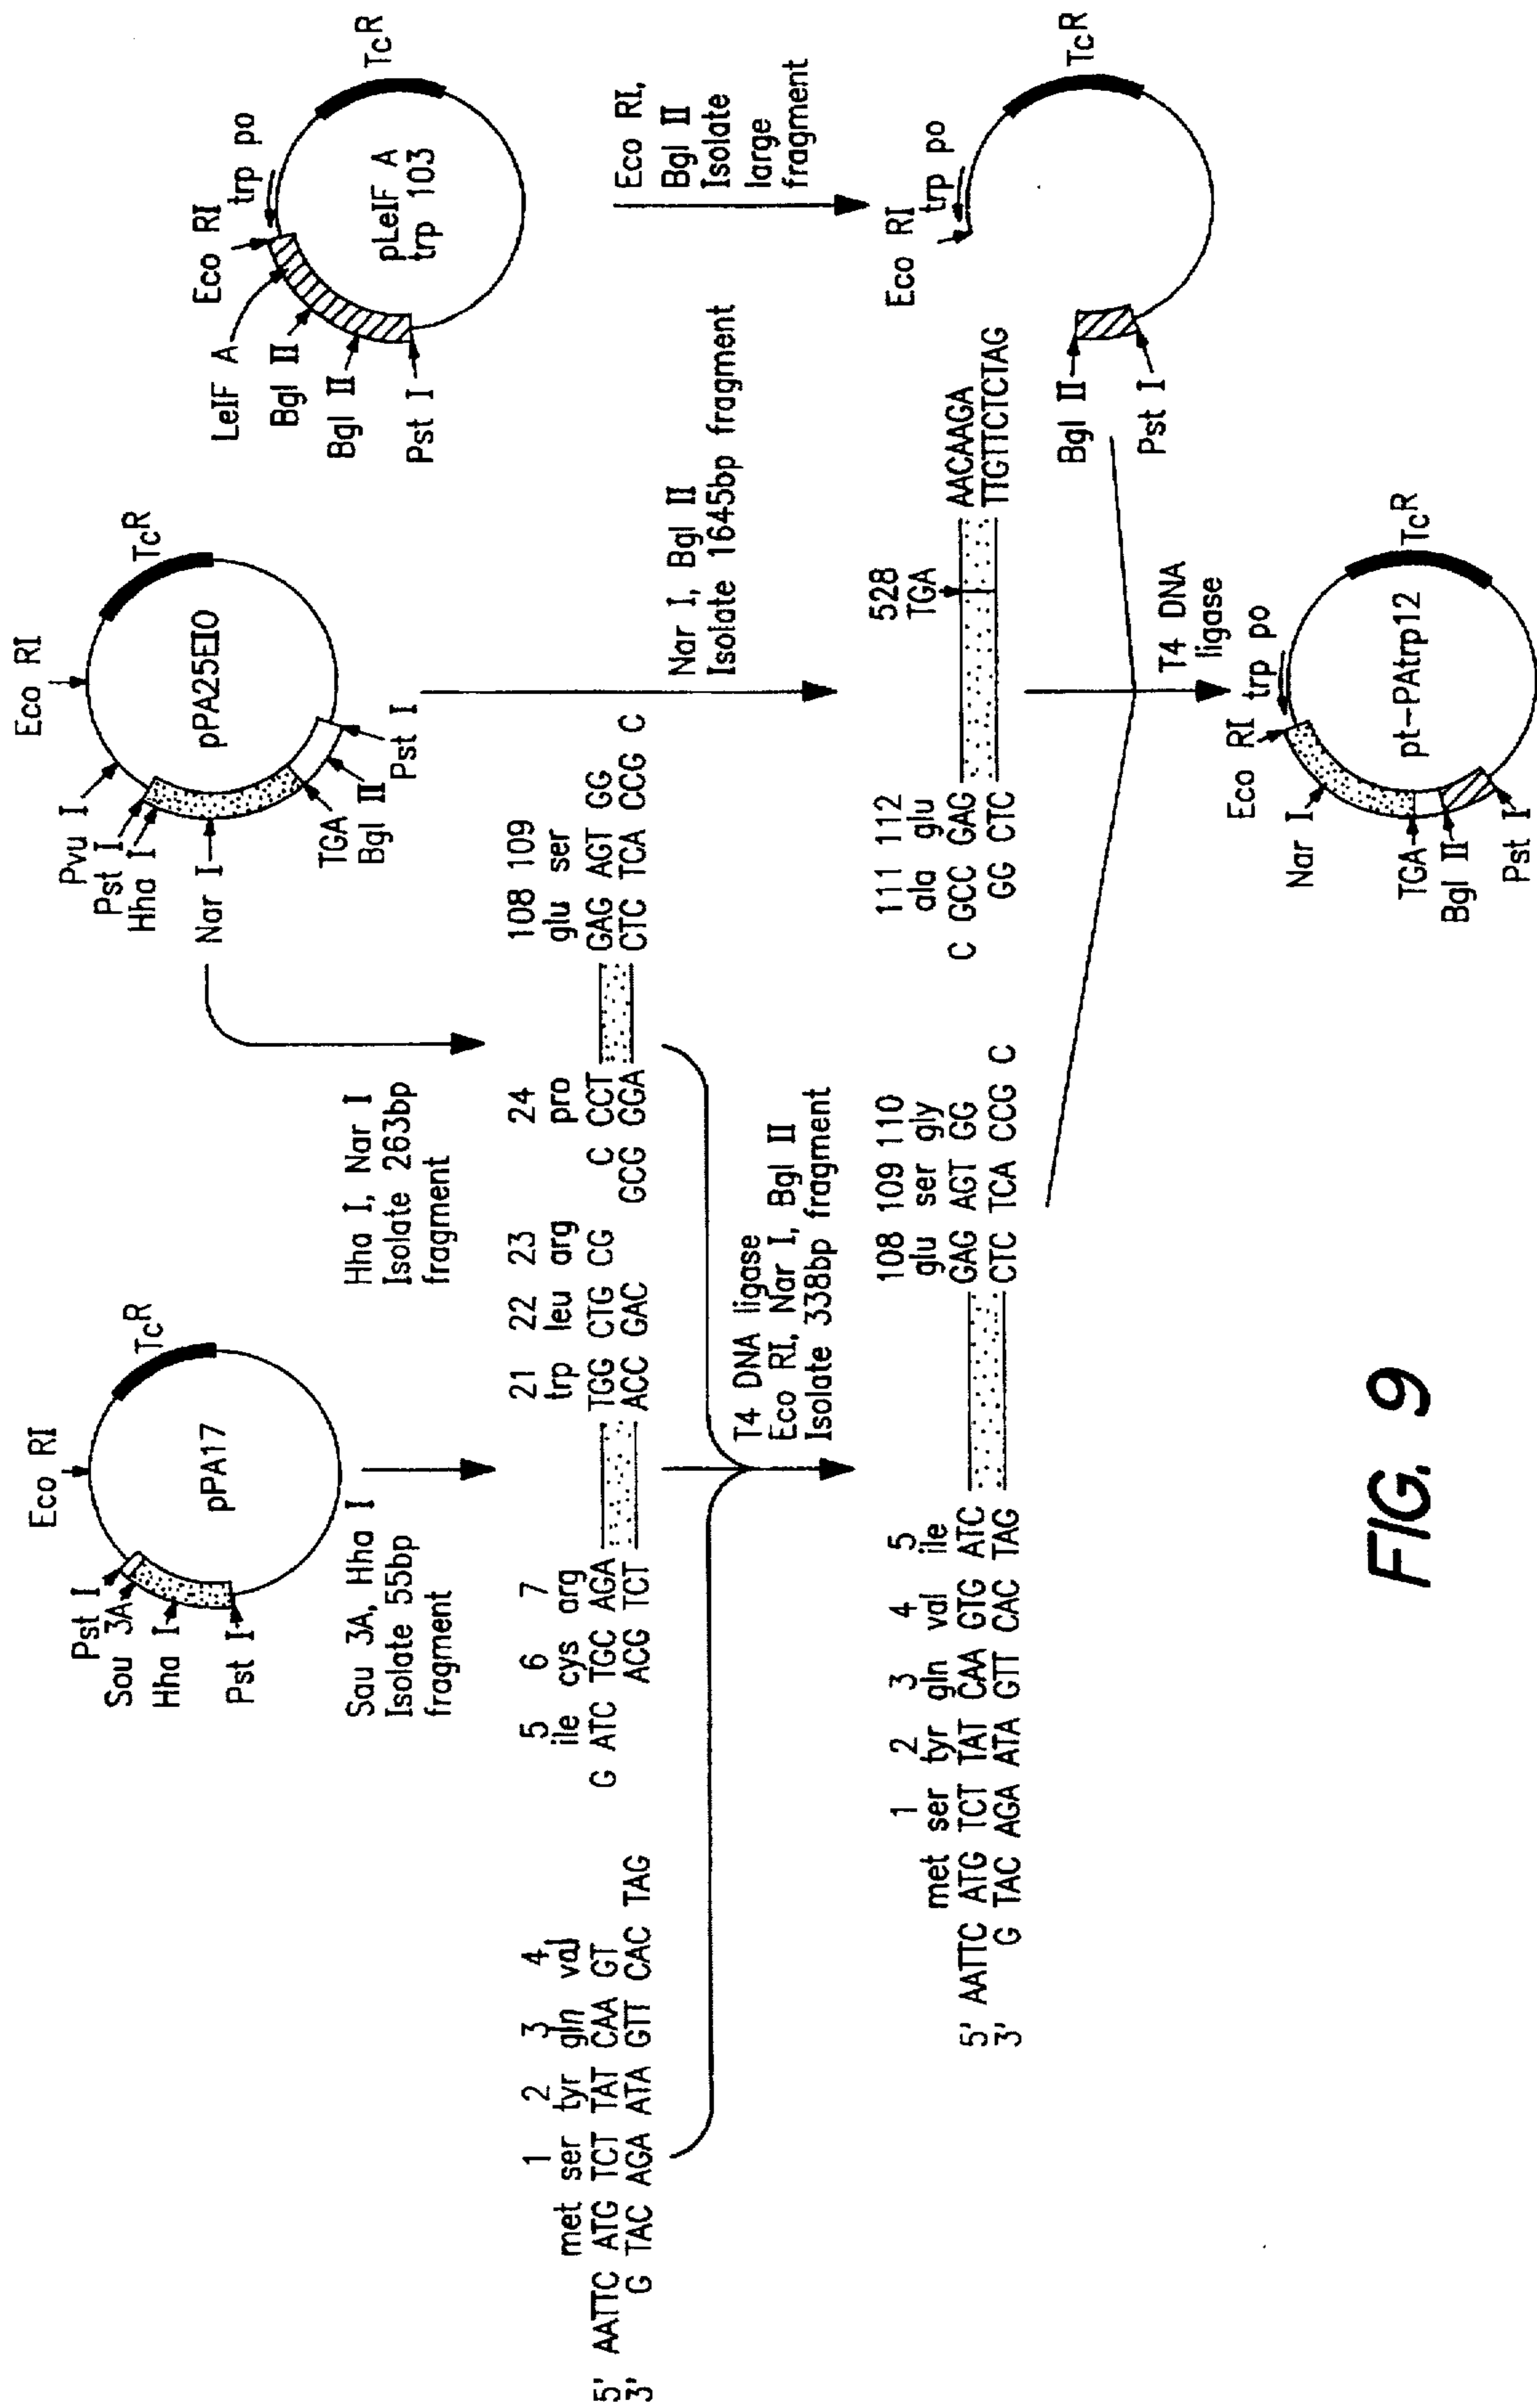 Eco RI
Pst I
Sau 3A
Hha I
Pst I
pPA17
TcR
Sau 3A, Hha I
Isolate 55bp
fragment
Eco RI
Pvu I
Pst I
Hha I
Nar I
pPA25E10
TcR
TGA
Bgl II
Pst I
Hha I, Nar I
Isolate 263bp
fragment
Nar I, Bgl II
Isolate 1645bp fragment
Eco RI
trp po
LeIF A
Bgl II
Bgl II
Pst I
pLeIF A
trp 103
TcR
Eco RI,
Bgl II
Isolate
large
fragment
1 2 3 4
met ser tyr gln val
5' AATTC ATG TCT TAT CAA GT
3' G TAC AGA ATA GTT CAC TAG
5 6 7
ile cys arg
G ATC TGC AGA
ACG TCT
21 22 23
trp leu arg
TGG CTG CG
ACC GAC
24
pro
C CCT
GCG GGA
108 109
glu ser
GAG AGT GG
CTC TCA CCG C
T4 DNA ligase
Eco RI, Nar I, Bgl II
Isolate 338bp fragment
1 2 3 4 5
met ser tyr gln val ile
5' AATTC ATG TCT TAT CAA GTG ATC
3' G TAC AGA ATA GTT CAC TAG
108 109 110
glu ser gly
GAG AGT GG
CTC TCA CCG C
111 112
ala glu
C GCC GAG
GG CTC
528
TGA
AACAAGA
TTGTTCTCTAG
Eco RI
trp po
TcR
Bgl II
Pst I
T4 DNA
ligase
Eco RI
trp po
Nar I
TGA
Bgl II
Pst I
pt-PAtrp12
TcR
FIG. 9